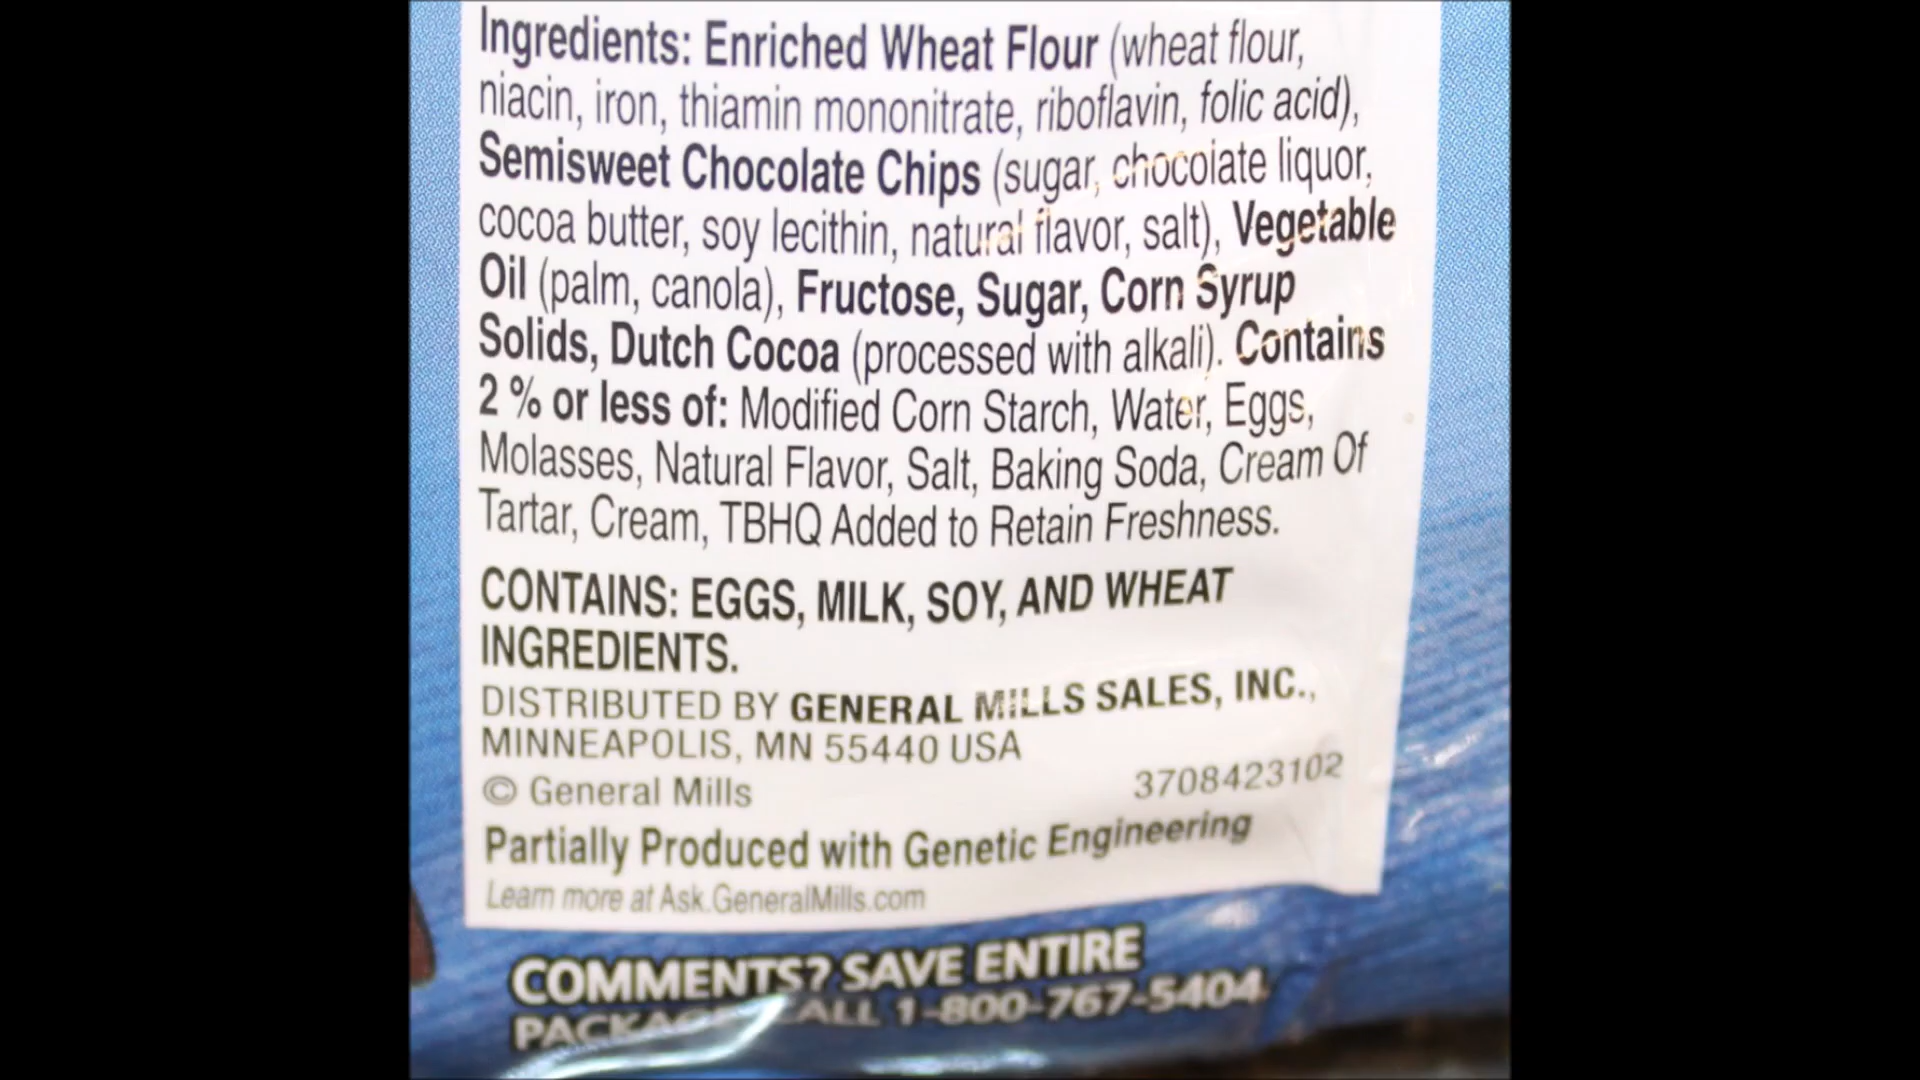 Ingredients: Enriched Wheat Flour (wheat flour,
niacin, iron, thiamin mononitrate, riboflavin, folic acid),
Semisweet Chocolate Chips (sugar, chocolate liquor,
cocoa butter, soy lecithin, natural flavor, salt), Vegetable
Oil (palm, canola), Fructose, Sugar, Corn Syrup
Solids, Dutch Cocoa (processed with alkali). Contains
2 % or less of: Modified Corn Starch, Water, Eggs,
Molasses, Natural Flavor, Salt, Baking Soda, Cream Of
Tartar, Cream, TBHQ Added to Retain Freshness.
CONTAINS: EGGS, MILK, SOY, AND WHEAT
INGREDIENTS.
DISTRIBUTED BY GENERAL MILLS SALES, INC.,
MINNEAPOLIS, MN 55440 USA
© General Mills 3708423102
Partially Produced with Genetic Engineering
Learn more at Ask.GeneralMills.com
COMMENTS? SAVE ENTIRE
CALL 1-800-767-5404